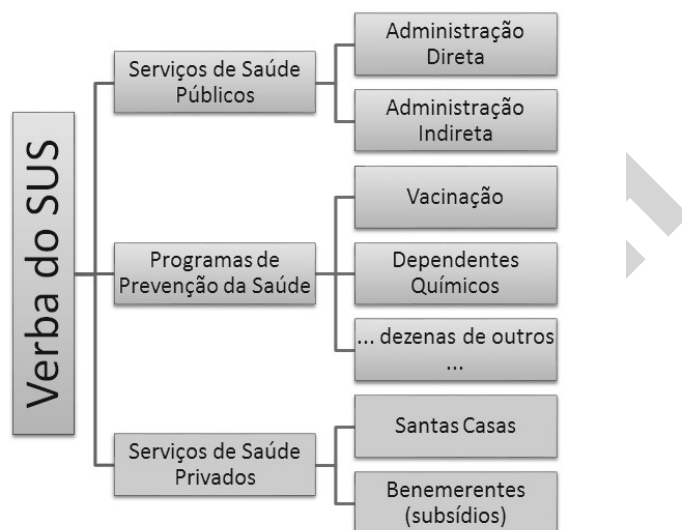 Verba do SUS
Serviços de Saúde
Públicos
Administração
Direta
Administração
Indireta
Programas de
Prevenção da Saúde
Vacinação
Dependentes
Químicos
... dezenas de outros
...
Serviços de Saúde
Privados
Santas Casas
Benemerentes
(subsídios)